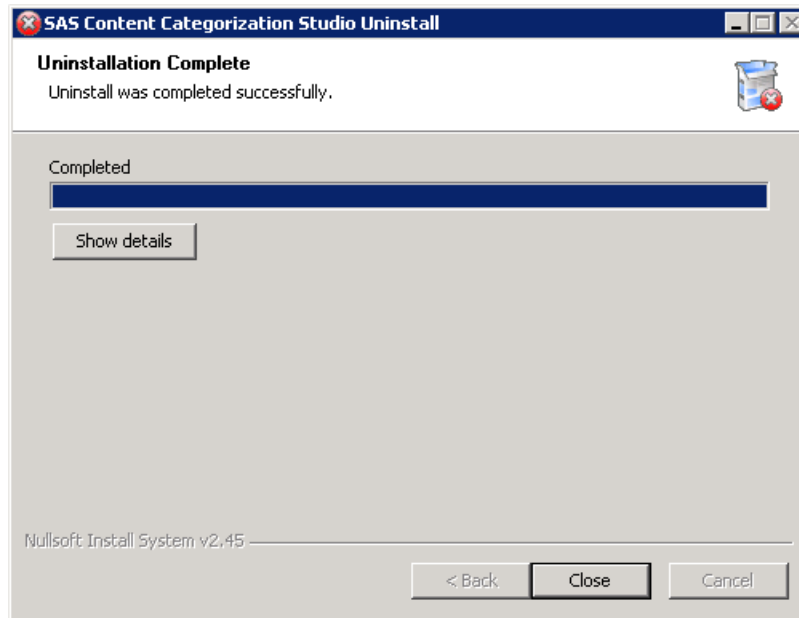 SAS Content Categorization Studio Uninstall
Uninstallation Complete
Uninstall was completed successfully.
Completed
Show details
Nullsoft Install System v2.45
< Back
Close
Cancel